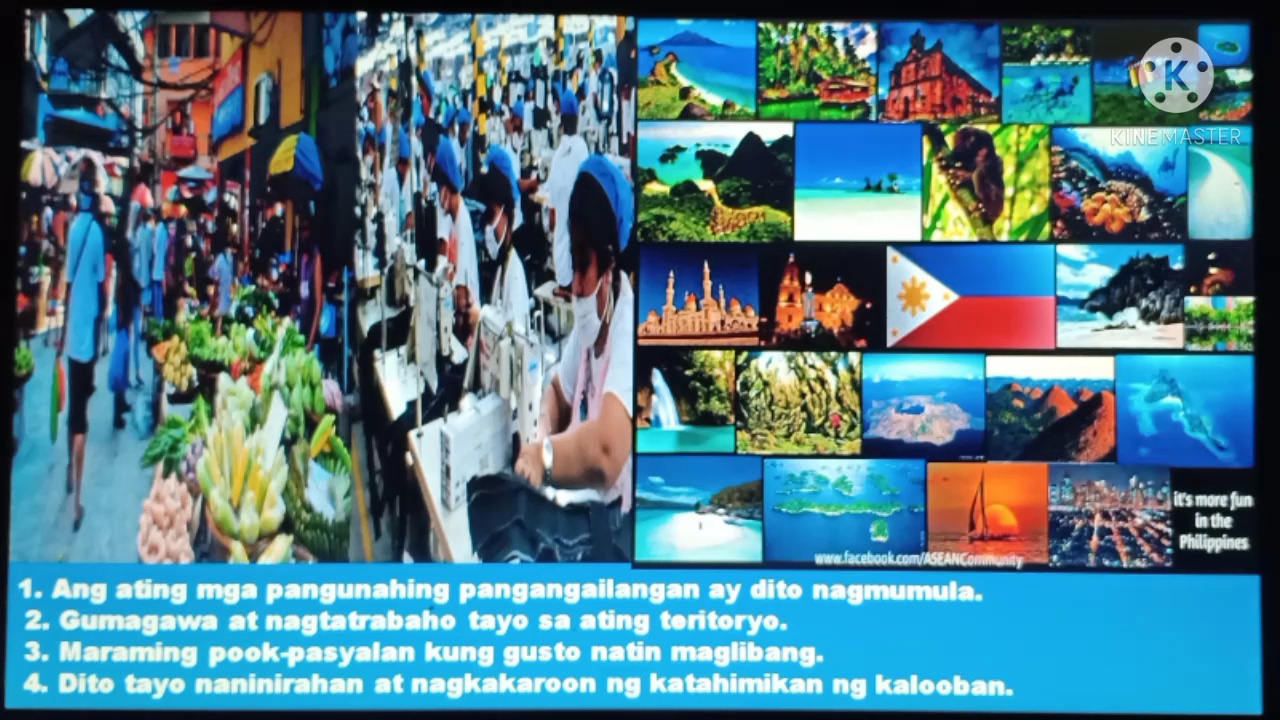 K
KINEMASTER
it's more fun
in the
Philippines
www.facebook.com/ASEANCommunity
1. Ang ating mga pangunahing pangangailangan ay dito nagmumula.
2. Gumagawa at nagtatrabaho tayo sa ating teritoryo.
3. Maraming pook-pasyalan kung gusto natin maglibang.
4. Dito tayo naninirahan at nagkakaroon ng katahimikan ng kalooban.